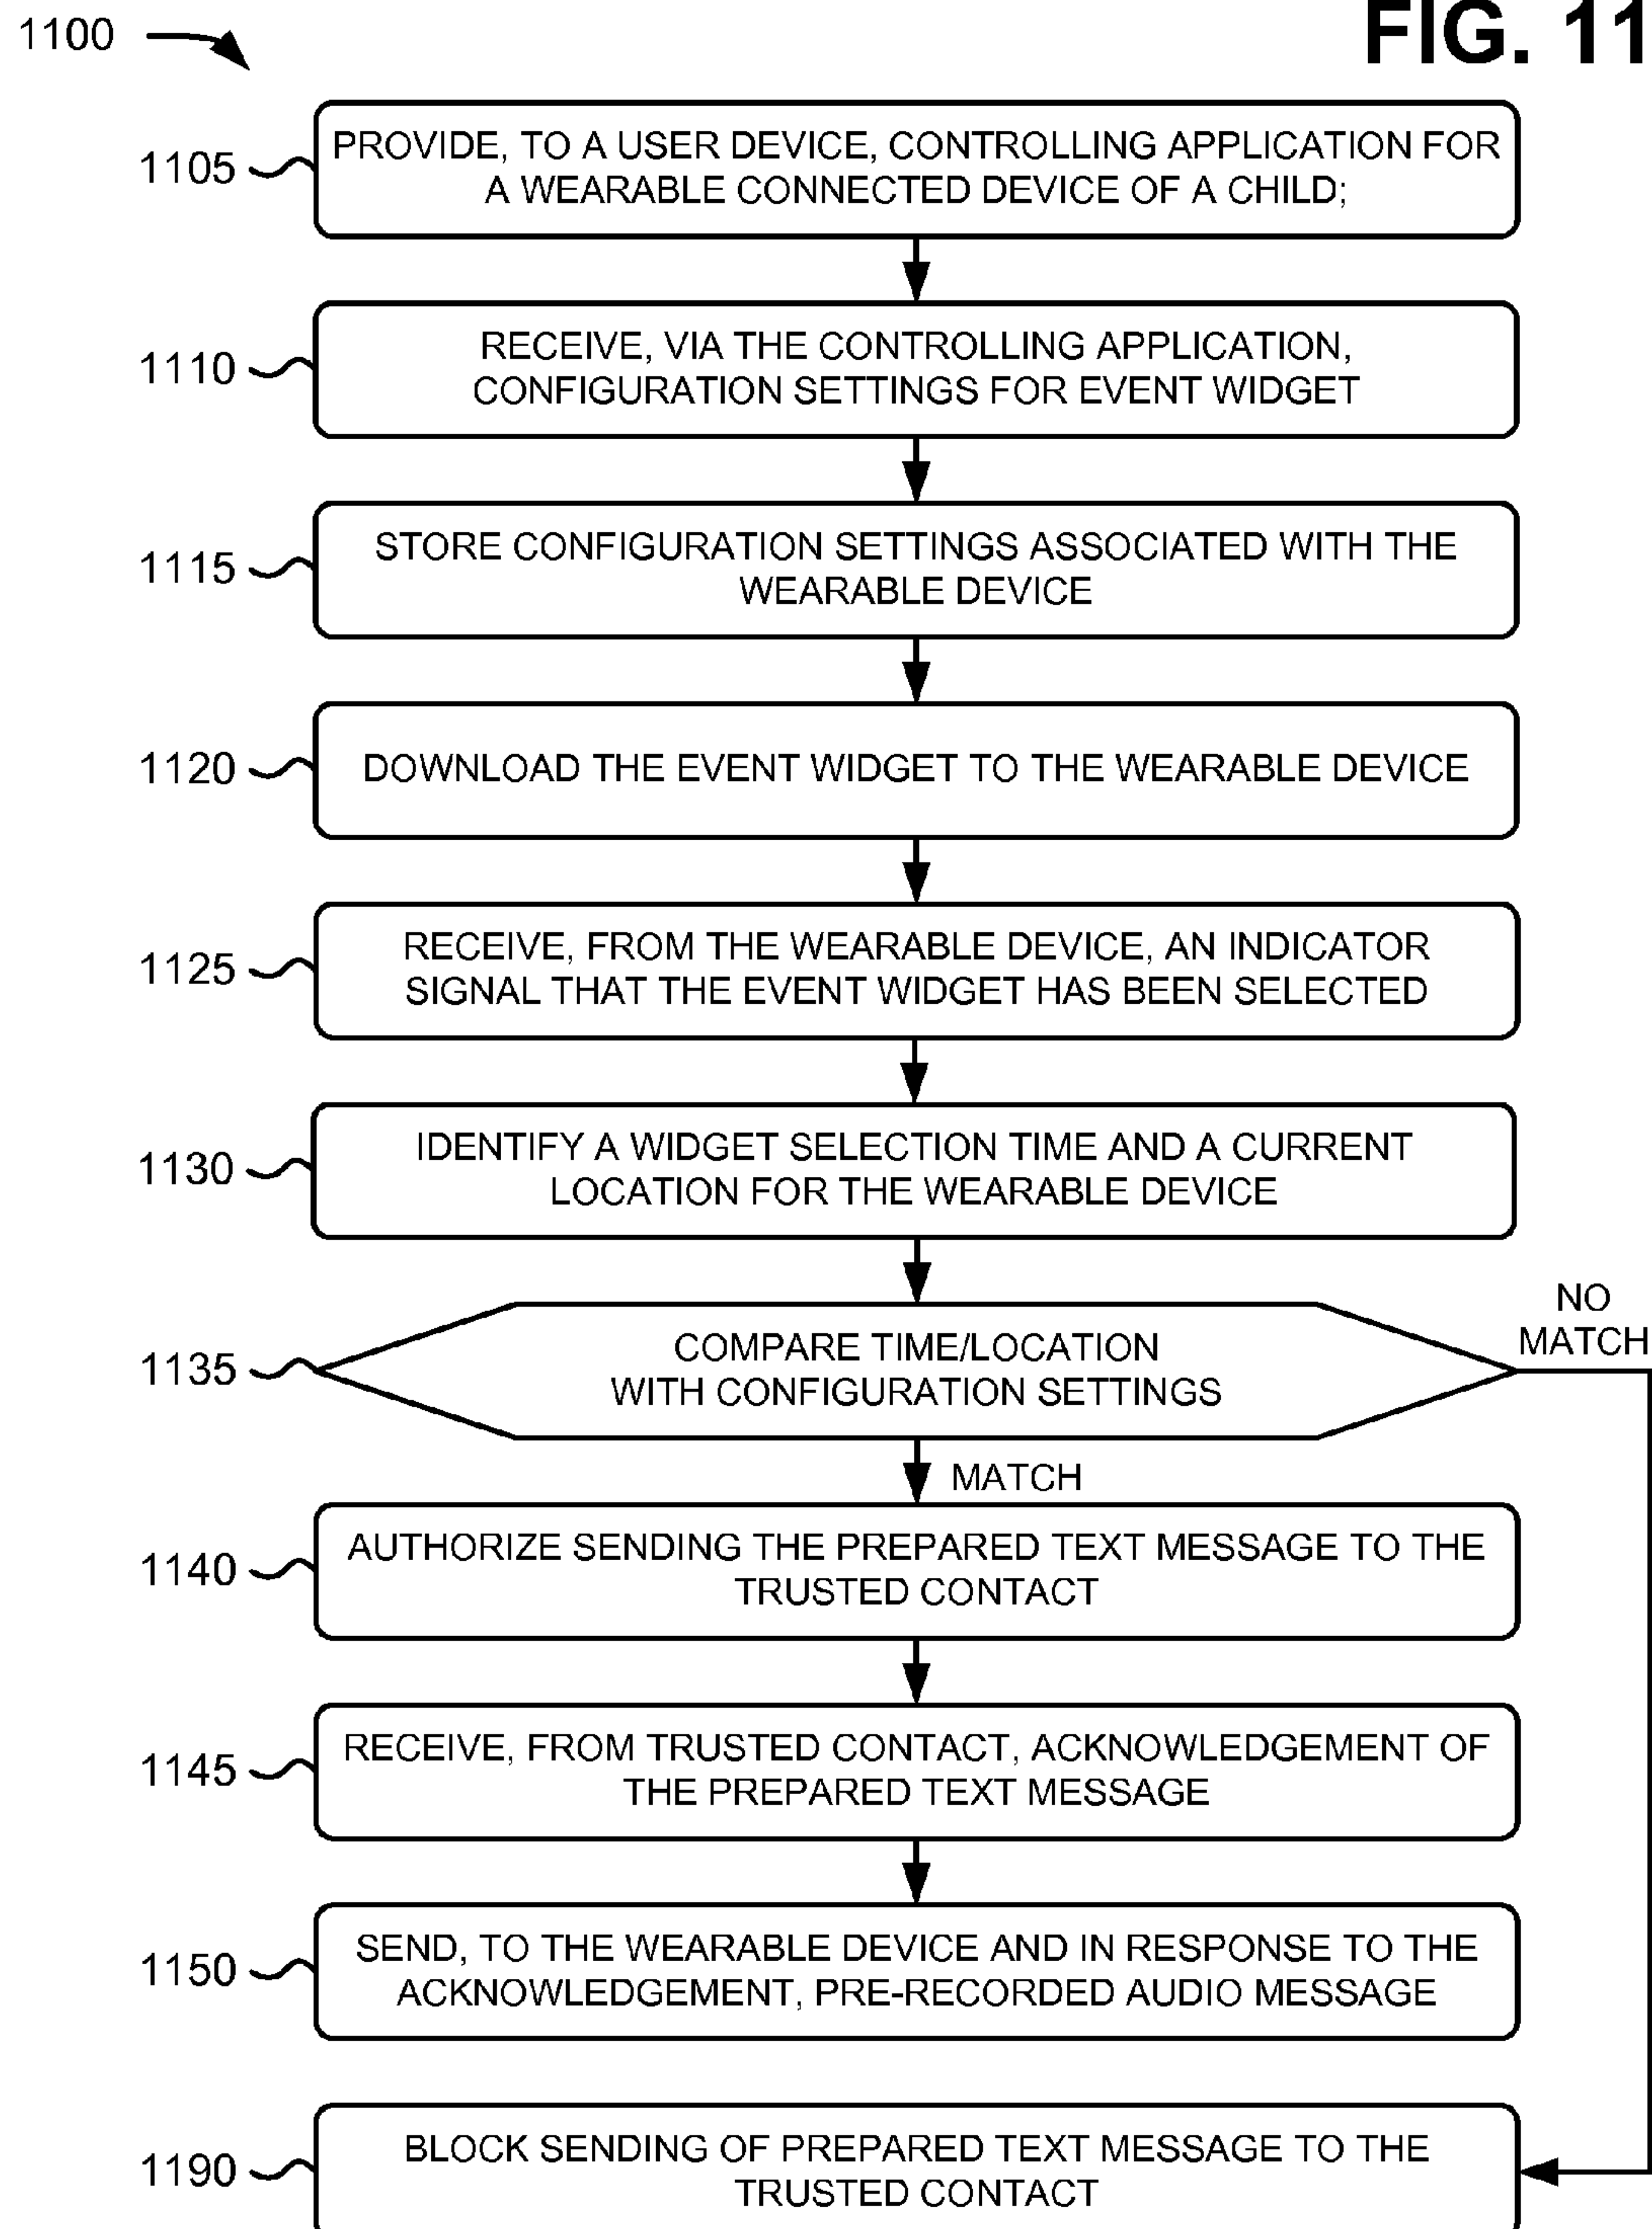 1100
FIG. 11
1105
PROVIDE, TO A USER DEVICE, CONTROLLING APPLICATION FOR
A WEARABLE CONNECTED DEVICE OF A CHILD;
1110
RECEIVE, VIA THE CONTROLLING APPLICATION,
CONFIGURATION SETTINGS FOR EVENT WIDGET
1115
STORE CONFIGURATION SETTINGS ASSOCIATED WITH THE
WEARABLE DEVICE
1120
DOWNLOAD THE EVENT WIDGET TO THE WEARABLE DEVICE
1125
RECEIVE, FROM THE WEARABLE DEVICE, AN INDICATOR
SIGNAL THAT THE EVENT WIDGET HAS BEEN SELECTED
1130
IDENTIFY A WIDGET SELECTION TIME AND A CURRENT
LOCATION FOR THE WEARABLE DEVICE
1135
COMPARE TIME/LOCATION
WITH CONFIGURATION SETTINGS
NO
MATCH
MATCH
1140
AUTHORIZE SENDING THE PREPARED TEXT MESSAGE TO THE
TRUSTED CONTACT
1145
RECEIVE, FROM TRUSTED CONTACT, ACKNOWLEDGEMENT OF
THE PREPARED TEXT MESSAGE
1150
SEND, TO THE WEARABLE DEVICE AND IN RESPONSE TO THE
ACKNOWLEDGEMENT, PRE-RECORDED AUDIO MESSAGE
1190
BLOCK SENDING OF PREPARED TEXT MESSAGE TO THE
TRUSTED CONTACT